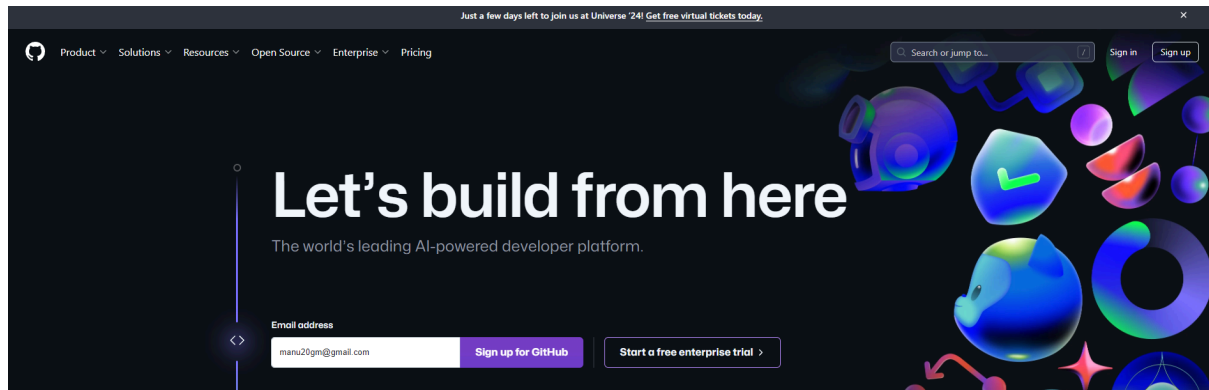 Just a few days left to join us at Universe '24! Get free virtual tickets today. ×
Product Solutions Resources Open Source Enterprise Pricing Search or jump to... / Sign in Sign up
Let's build from here
The world's leading AI-powered developer platform.
Email address
manu20gm@gmail.com Sign up for GitHub Start a free enterprise trial >